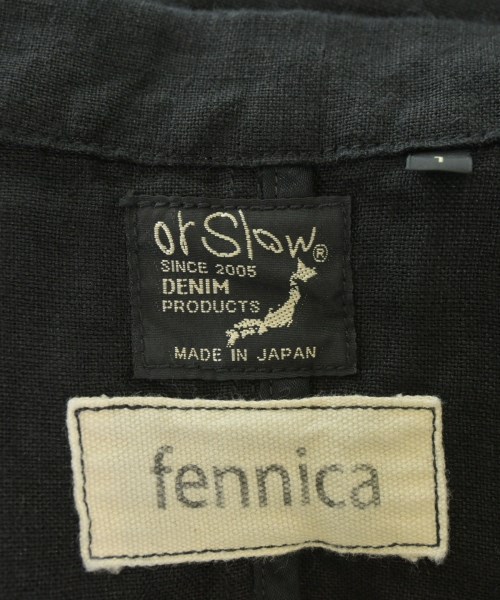 orSlow®
SINCE 2005
DENIM
PRODUCTS
MADE IN JAPAN
fennica